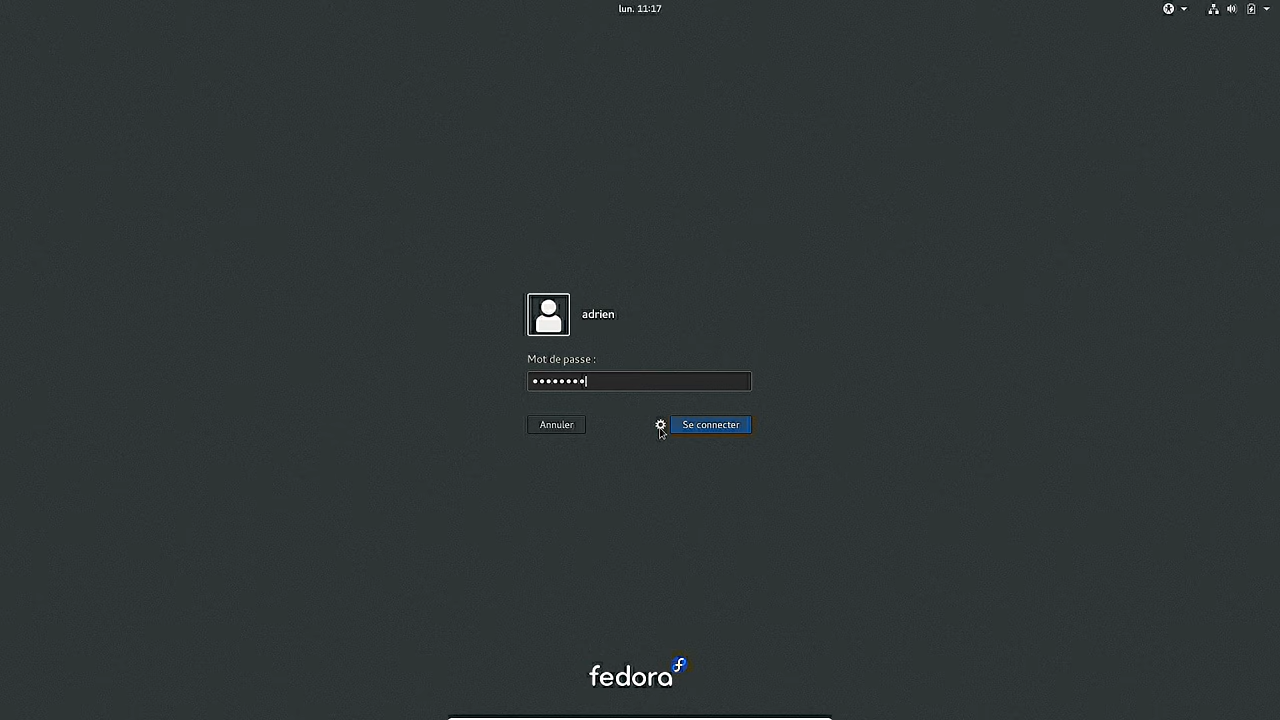 lun. 11:17
adrien
Mot de passe :
Annuler
Se connecter
fedora